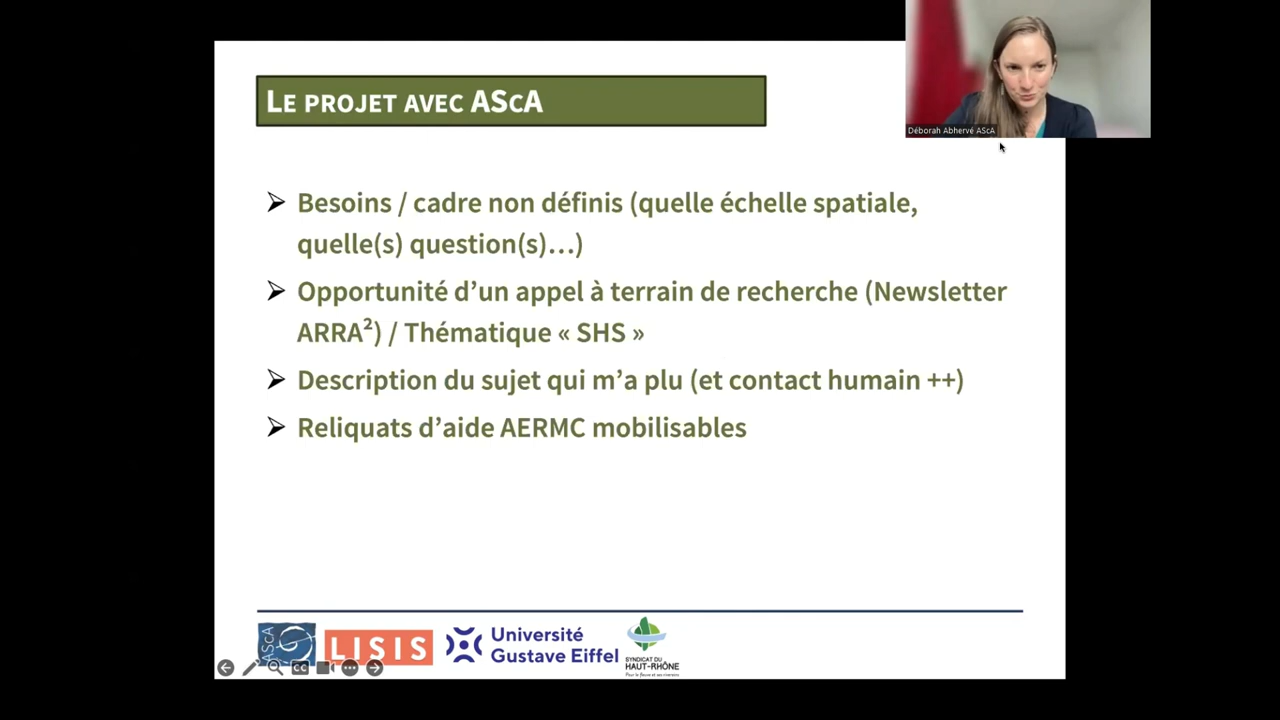 LE PROJET AVEC ASCA
Déborah Abhervé AScA
Besoins / cadre non définis (quelle échelle spatiale,
quelle(s) question(s)…)
Opportunité d’un appel à terrain de recherche (Newsletter
ARRA²) / Thématique « SHS »
Description du sujet qui m’a plu (et contact humain ++)
Reliquats d’aide AERMC mobilisables
ASCA
LISIS
Université
Gustave Eiffel
SYNDICAT DU
HAUT-RHÔNE
Pour le fleuve et ses riverains
CC